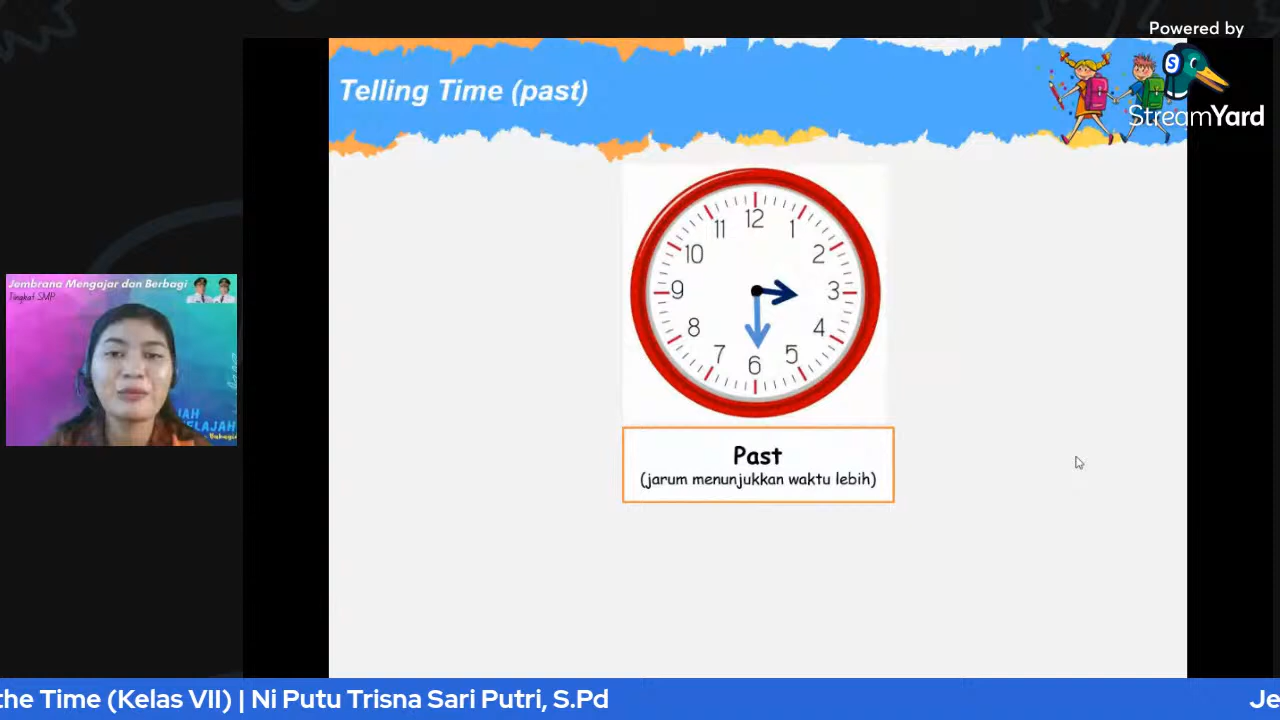 Powered by
StreamYard
Telling Time (past)
12
11
1
10
2
9
3
8
4
7
5
6
Jembrana Mengajar dan Berbagi
Tingkat SMP
Past
(jarum menunjukkan waktu lebih)
the Time (Kelas VII) | Ni Putu Trisna Sari Putri, S.Pd
Je